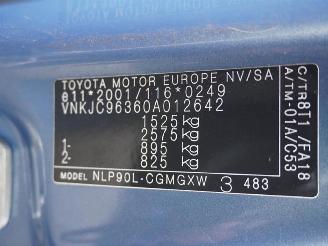 TOYOTA MOTOR EUROPE NV/SA
e11*2001/116*0249
VNKJC96360A012642
1525 kg
2575 kg
1- 895 kg
2- 825 kg
MODEL NLP90L-CGMGXW 3 483
C/TR8T1/FA18
A/TM-01A/C53